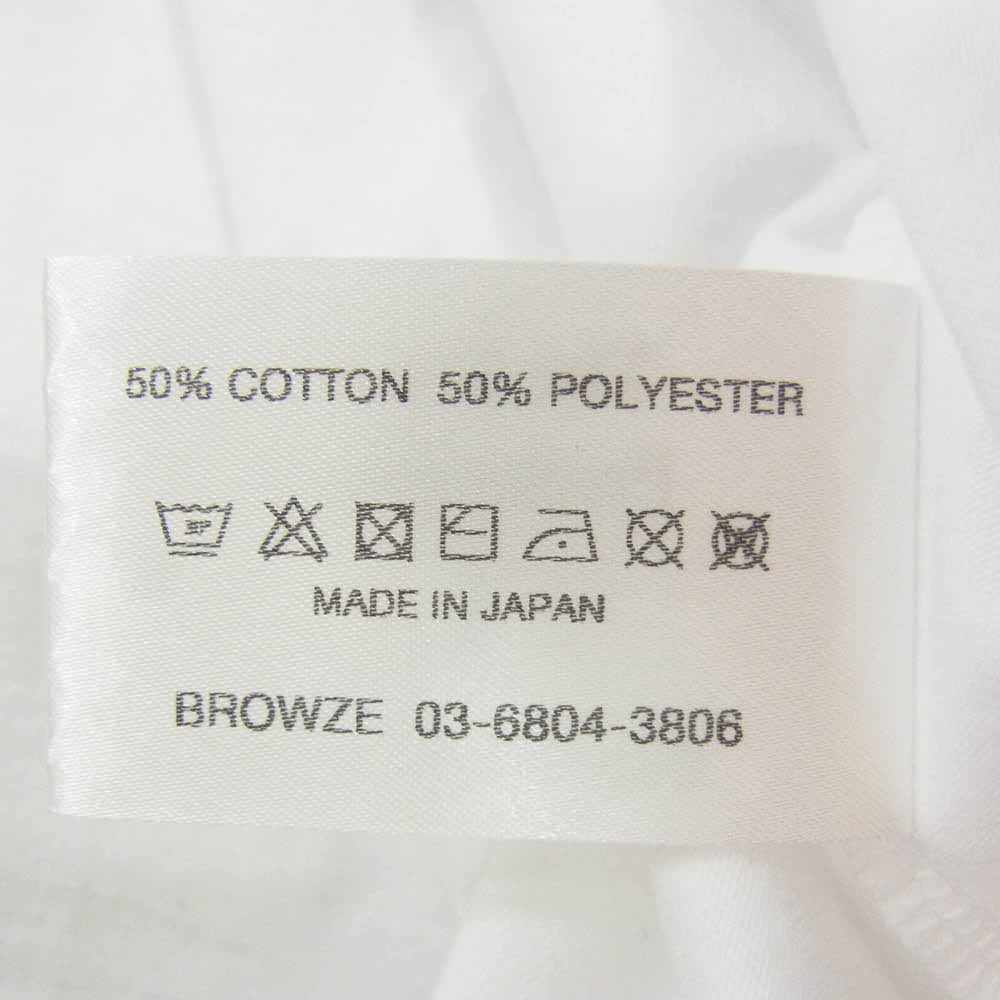 50% COTTON 50% POLYESTER
MADE IN JAPAN
BROWZE 03-6804-3806